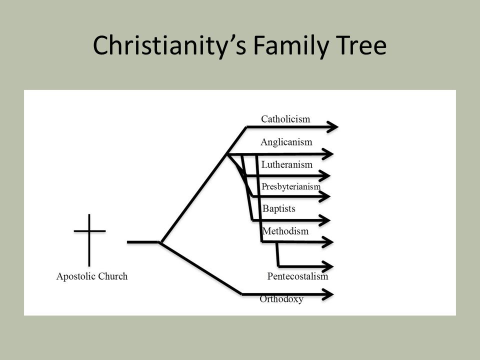 Christianity's Family Tree
Catholicism
Anglicanism
Lutheranism
Presbyterianism
Baptists
Methodism
Apostolic Church
Pentecostalism
Orthodoxy